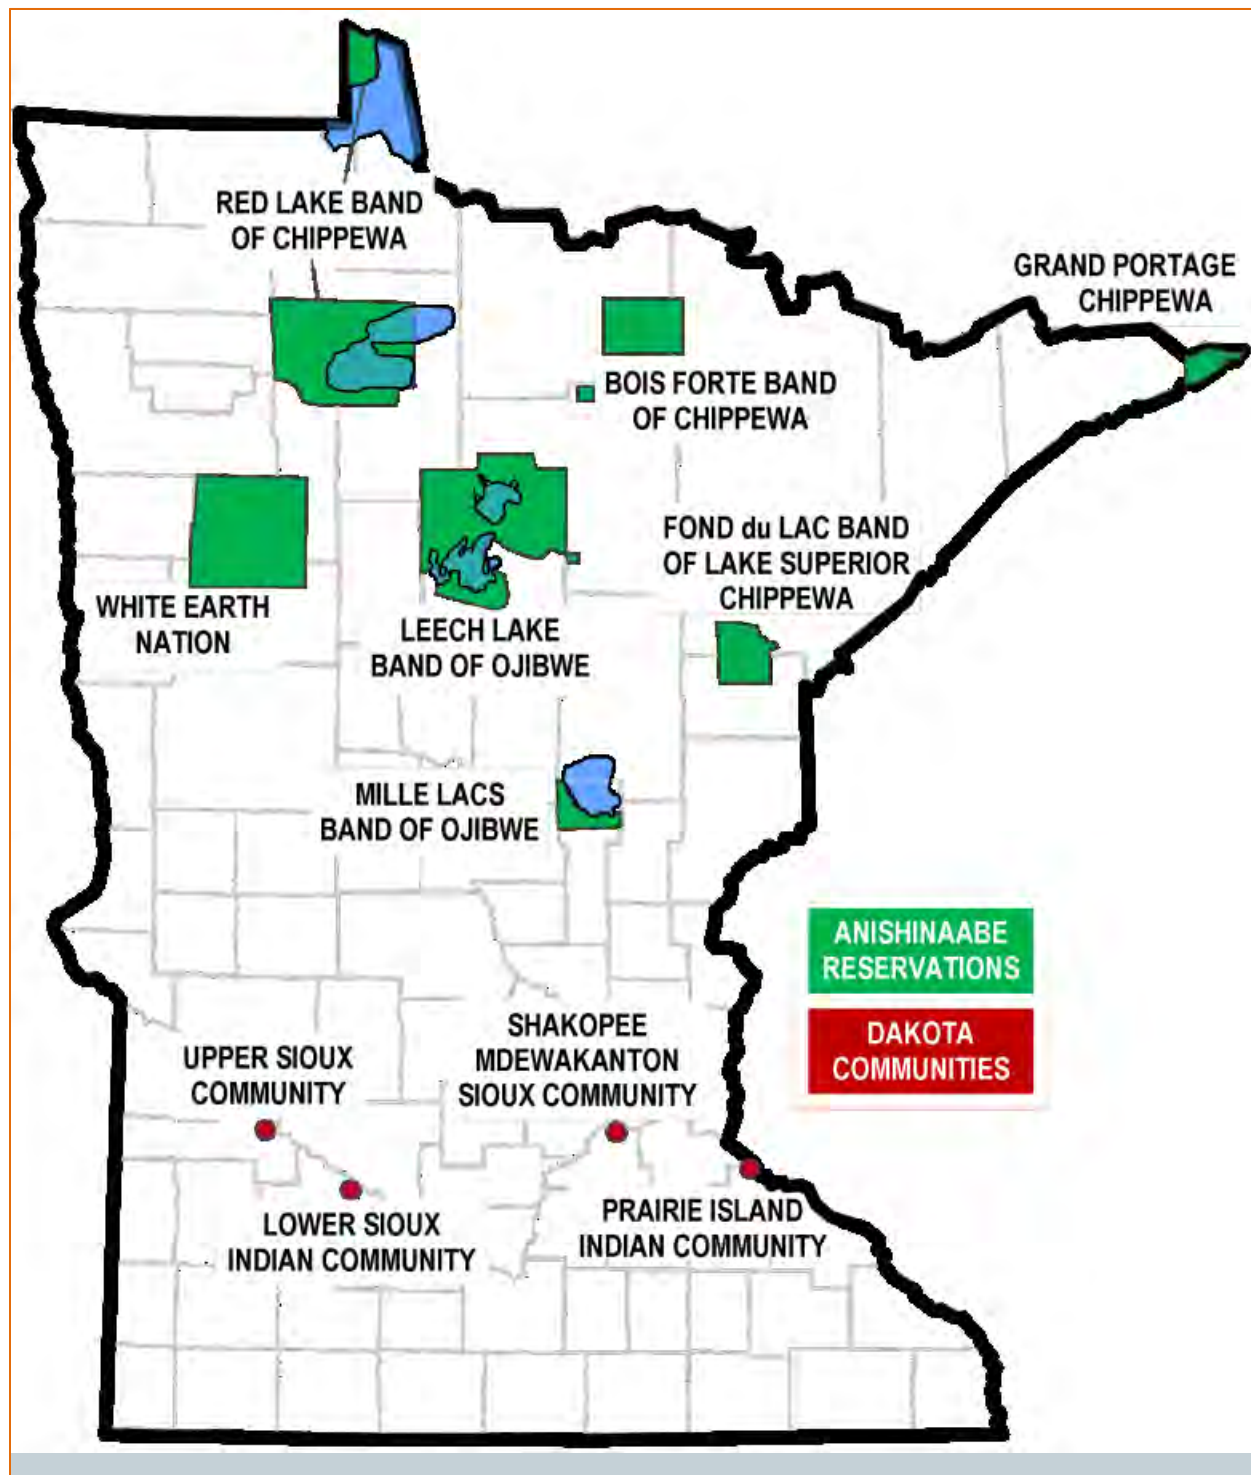 RED LAKE BAND
OF CHIPPEWA
GRAND PORTAGE
CHIPPEWA
BOIS FORTE BAND
OF CHIPPEWA
FOND du LAC BAND
OF LAKE SUPERIOR
CHIPPEWA
WHITE EARTH
NATION
LEECH LAKE
BAND OF OJIBWE
MILLE LACS
BAND OF OJIBWE
ANISHINAABE
RESERVATIONS
DAKOTA
COMMUNITIES
SHAKOPEE
MDEWAKANTON
SIOUX COMMUNITY
UPPER SIOUX
COMMUNITY
LOWER SIOUX
INDIAN COMMUNITY
PRAIRIE ISLAND
INDIAN COMMUNITY